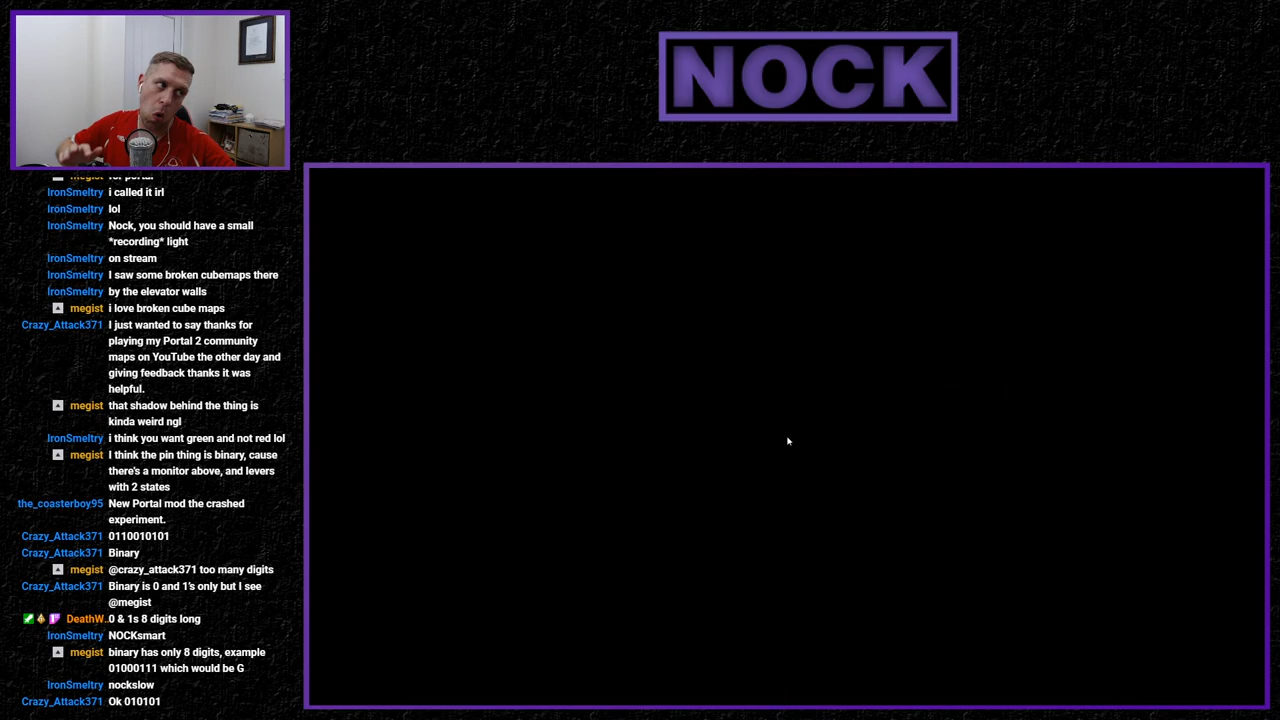 NOCK
megist for portal
IronSmeltry i called it irl
IronSmeltry lol
IronSmeltry Nock, you should have a small
*recording* light
IronSmeltry on stream
IronSmeltry I saw some broken cubemaps there
IronSmeltry by the elevator walls
megist i love broken cube maps
Crazy_Attack371 I just wanted to say thanks for
playing my Portal 2 community
maps on YouTube the other day and
giving feedback thanks it was
helpful.
megist that shadow behind the thing is
kinda weird ngl
IronSmeltry i think you want green and not red lol
megist I think the pin thing is binary, cause
there's a monitor above, and levers
with 2 states
the_coasterboy95 New Portal mod the crashed
experiment.
Crazy_Attack371 0110010101
Crazy_Attack371 Binary
megist @crazy_attack371 too many digits
Crazy_Attack371 Binary is 0 and 1's only but I see
@megist
DeathW.. 0 & 1s 8 digits long
IronSmeltry NOCKsmart
megist binary has only 8 digits, example
01000111 which would be G
IronSmeltry nockslow
Crazy_Attack371 Ok 010101